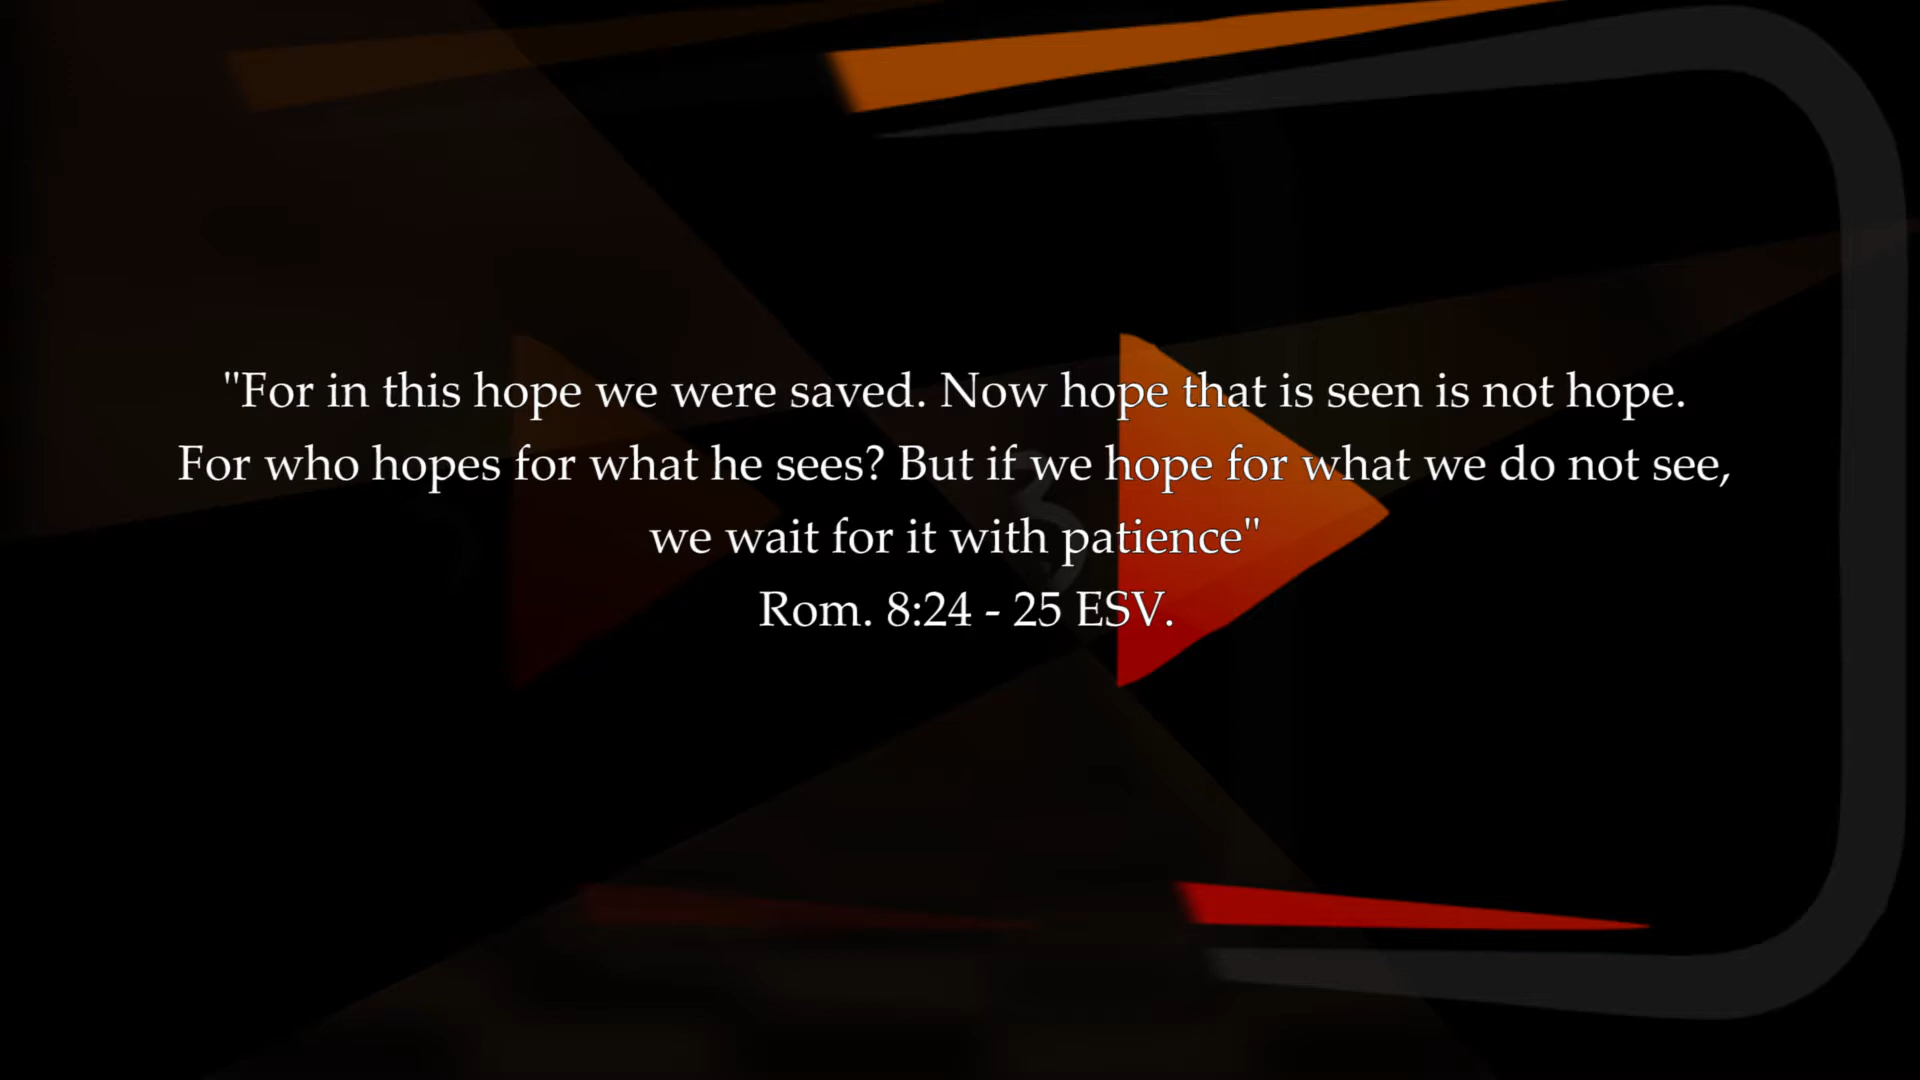 "For in this hope we were saved. Now hope that is seen is not hope.
For who hopes for what he sees? But if we hope for what we do not see,
we wait for it with patience"
Rom. 8:24 - 25 ESV.